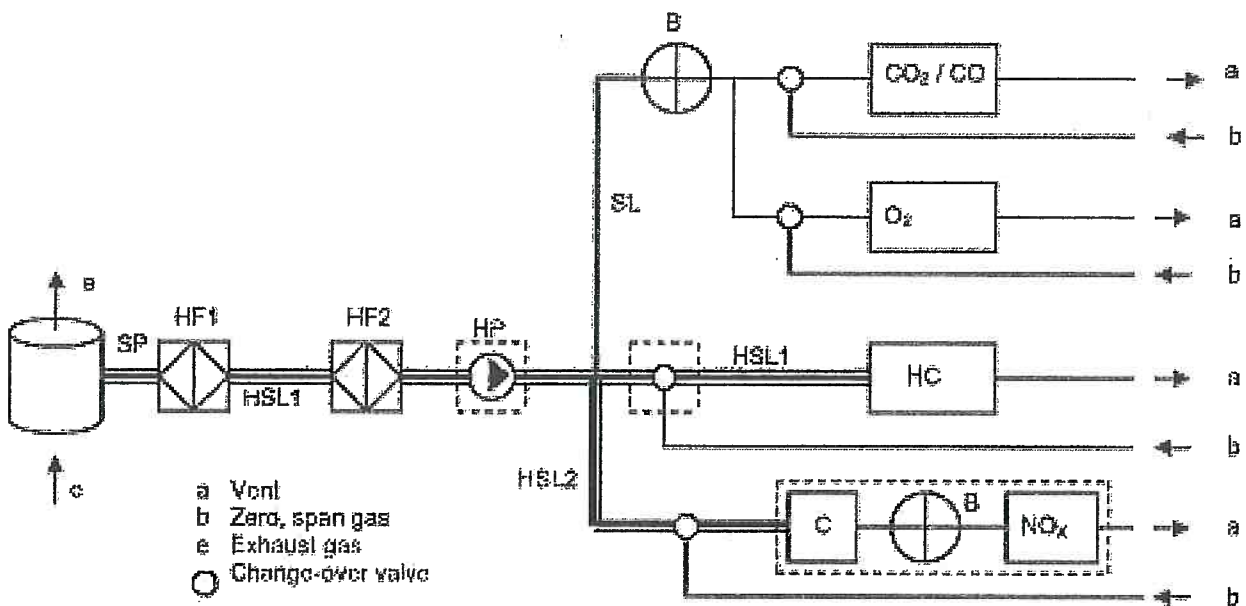 B
CO₂ / CO
a
b
SL
O₂
a
b
e
SP
HF1
HF2
HP
HSL1
HSL1
HC
a
b
e
HSL2
a Vent
b Zero, span gas
e Exhaust gas
Change-over valve
C
B
NOₓ
a
b